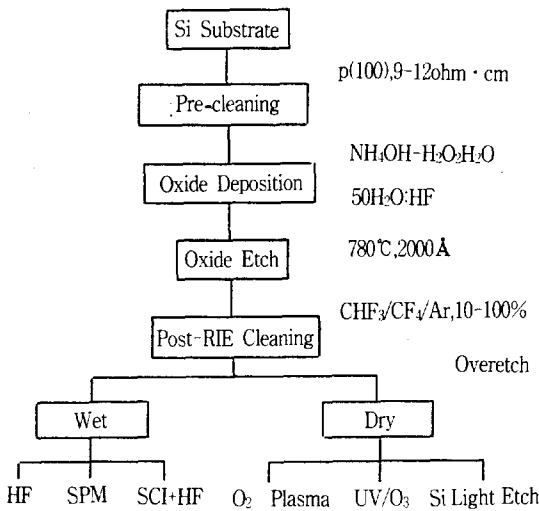 Si Substrate
p(100),9-12ohm·cm
Pre-cleaning
NH₄OH-H₂O₂H₂O
Oxide Deposition
50H₂O:HF
780℃,2000Å
Oxide Etch
CHF₃/CF₄/Ar,10-100%
Post-RIE Cleaning
Overetch
Wet
Dry
HF SPM SCI+HF O₂ Plasma UV/O₃ Si Light Etch